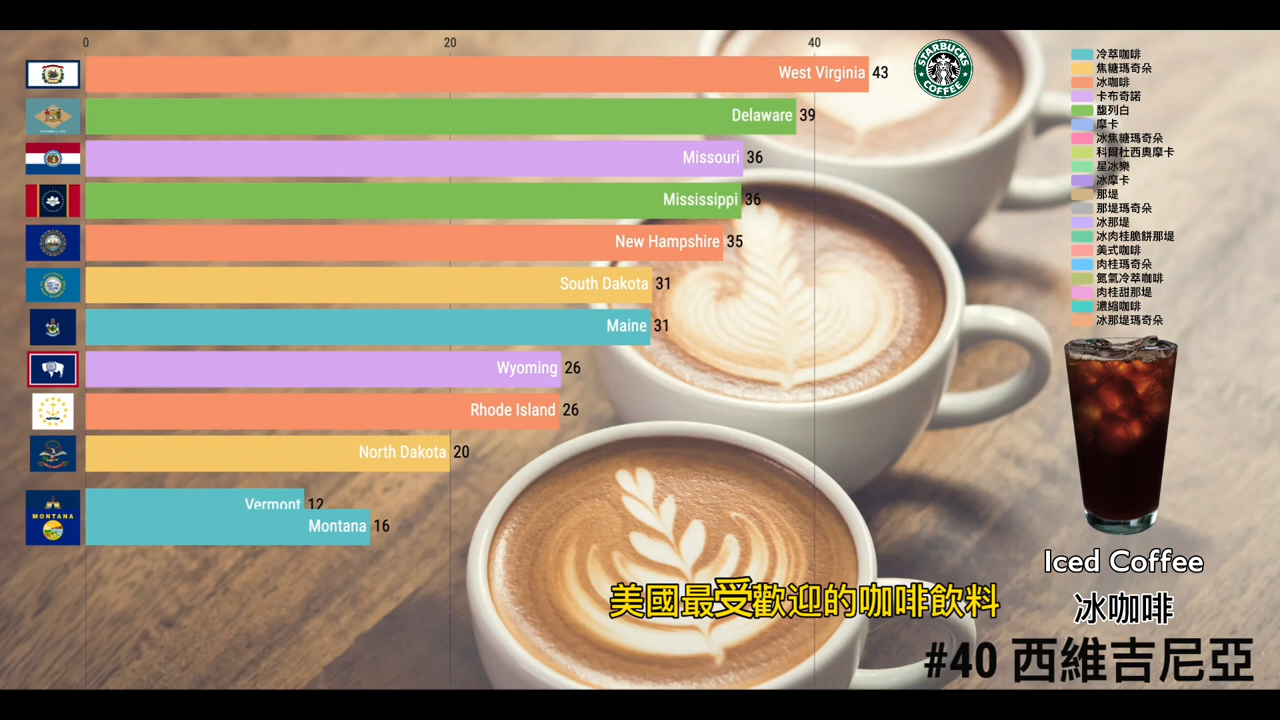 0 20 40
West Virginia 43
Delaware 39
Missouri 36
Mississippi 36
New Hampshire 35
South Dakota 31
Maine 31
Wyoming 26
Rhode Island 26
North Dakota 20
Vermont 12
MONTANA
Montana 16
STARBUCKS
COFFEE
冷萃咖啡
焦糖瑪奇朵
冰咖啡
卡布奇諾
馥列白
摩卡
冰焦糖瑪奇朵
科爾杜西奧摩卡
星冰樂
冰摩卡
那堤
那堤瑪奇朵
冰那堤
冰肉桂脆餅那堤
美式咖啡
肉桂瑪奇朵
氮氣冷萃咖啡
肉桂甜那堤
濃縮咖啡
冰那堤瑪奇朵
Iced Coffee
冰咖啡
美國最受歡迎的咖啡飲料
#40 西維吉尼亞